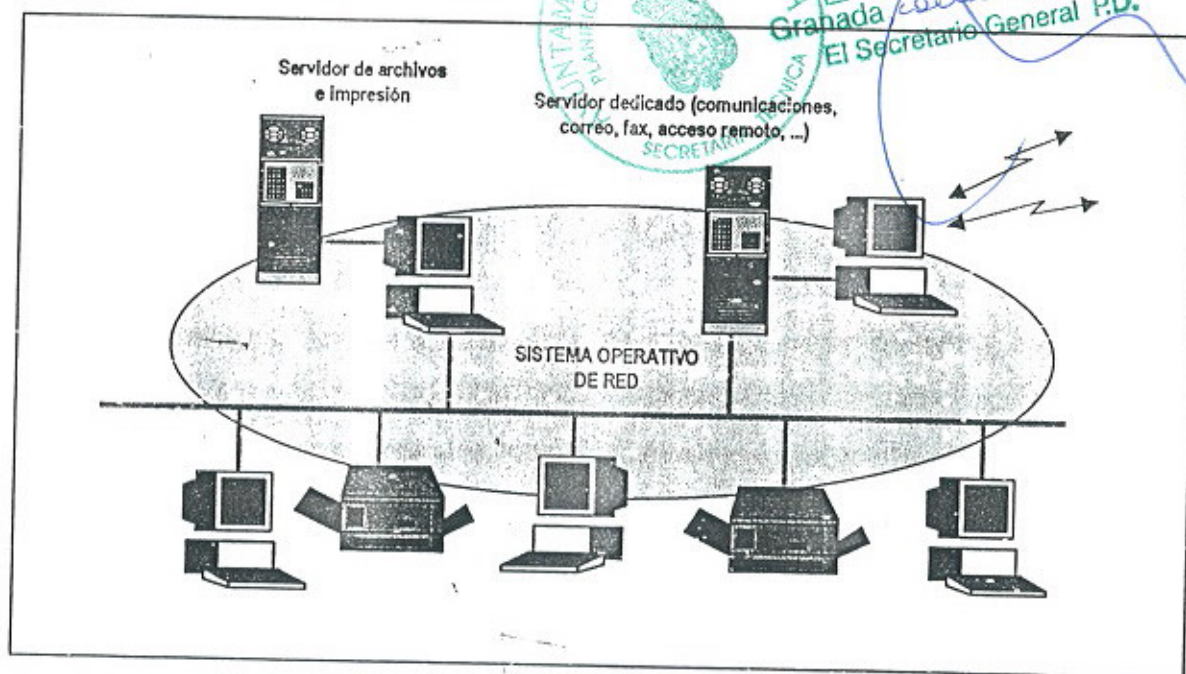 Granada
El Secretario General P.D.
SECRETARIA TÉCNICA
Servidor de archivos
e impresión
Servidor dedicado (comunicaciones,
correo, fax, acceso remoto, ...)
SISTEMA OPERATIVO
DE RED